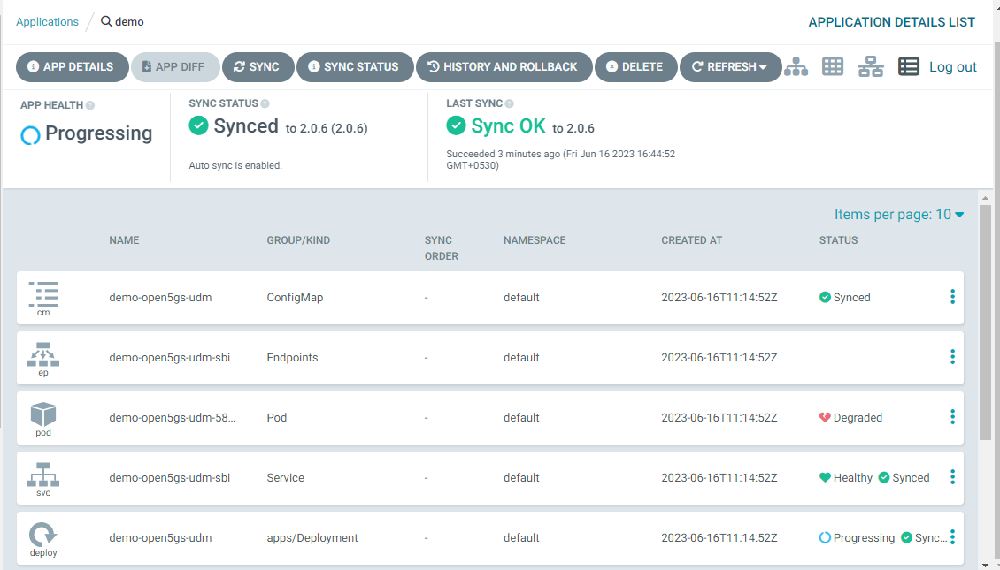 Applications / demo
APPLICATION DETAILS LIST
APP DETAILS APP DIFF SYNC SYNC STATUS HISTORY AND ROLLBACK DELETE REFRESH Log out
APP HEALTH
Progressing
SYNC STATUS
Synced to 2.0.6 (2.0.6)
Auto sync is enabled.
LAST SYNC
Sync OK to 2.0.6
Succeeded 3 minutes ago (Fri Jun 16 2023 16:44:52
GMT+0530)
Items per page: 10
NAME GROUP/KIND SYNC ORDER NAMESPACE CREATED AT STATUS
cm demo-open5gs-udm ConfigMap - default 2023-06-16T11:14:52Z Synced
ep demo-open5gs-udm-sbi Endpoints - default 2023-06-16T11:14:52Z
pod demo-open5gs-udm-58... Pod - default 2023-06-16T11:14:52Z Degraded
svc demo-open5gs-udm-sbi Service - default 2023-06-16T11:14:52Z Healthy Synced
deploy demo-open5gs-udm apps/Deployment - default 2023-06-16T11:14:52Z Progressing Sync...